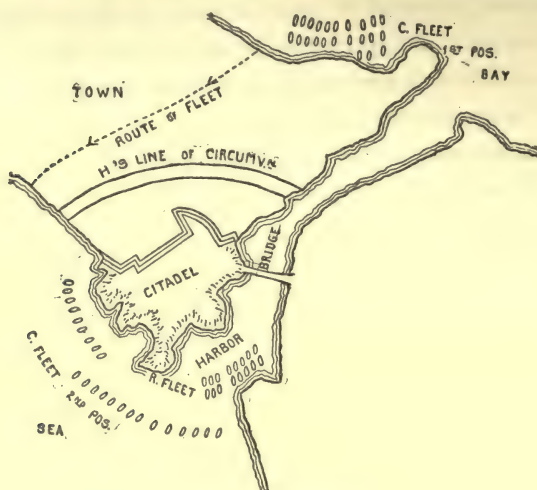 C. FLEET
1ST POS.
BAY
TOWN
ROUTE OF FLEET
H'S LINE OF CIRCUMV.N
BRIDGE
CITADEL
HARBOR
R. FLEET
C. FLEET
2ND POS.
SEA